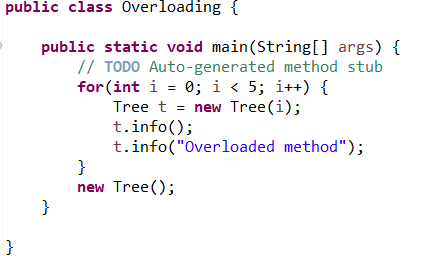 public class Overloading {
public static void main(String[] args) {
// TODO Auto-generated method stub
for(int i = 0; i < 5; i++) {
Tree t = new Tree(i);
t.info();
t.info("Overloaded method");
}
new Tree();
}
}